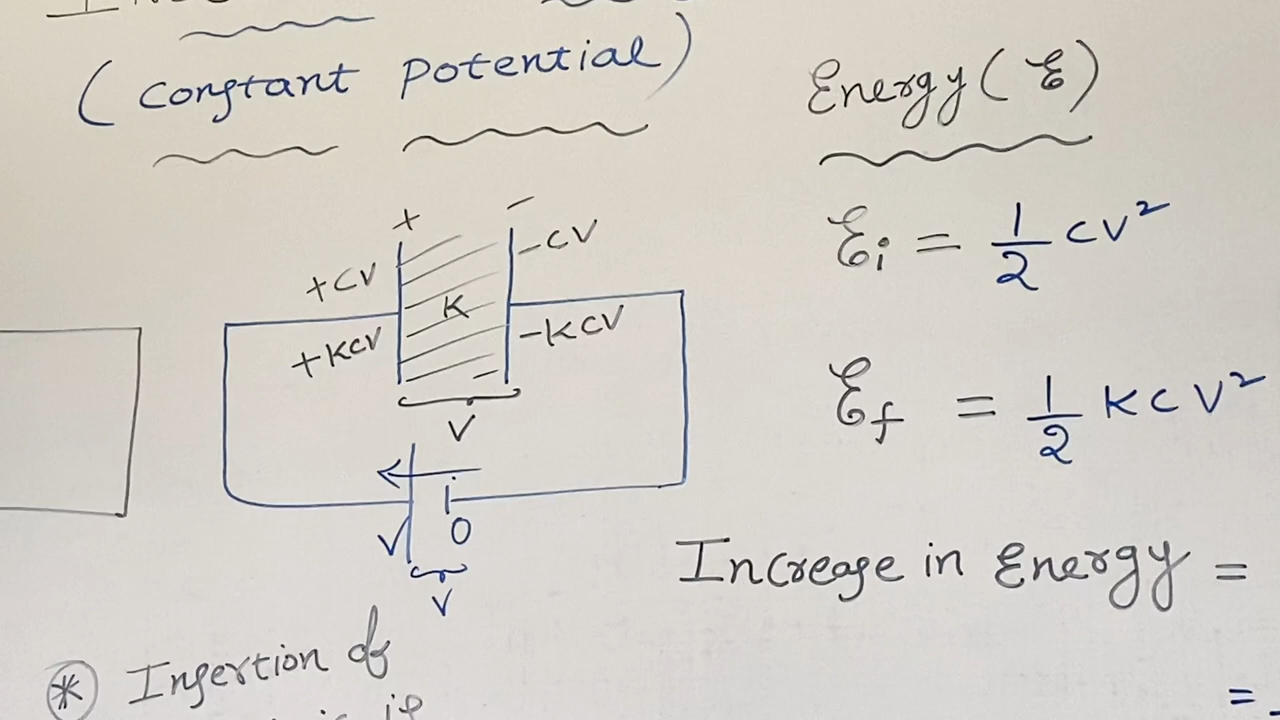 (Constant Potential)
Energy (ℰ)
+ −
+CV −CV
K
+KCV −KCV
V
V 0
V
ℰi = 1/2 CV²
ℰf = 1/2 KCV²
Increase in Energy =
=
* Insertion of
is